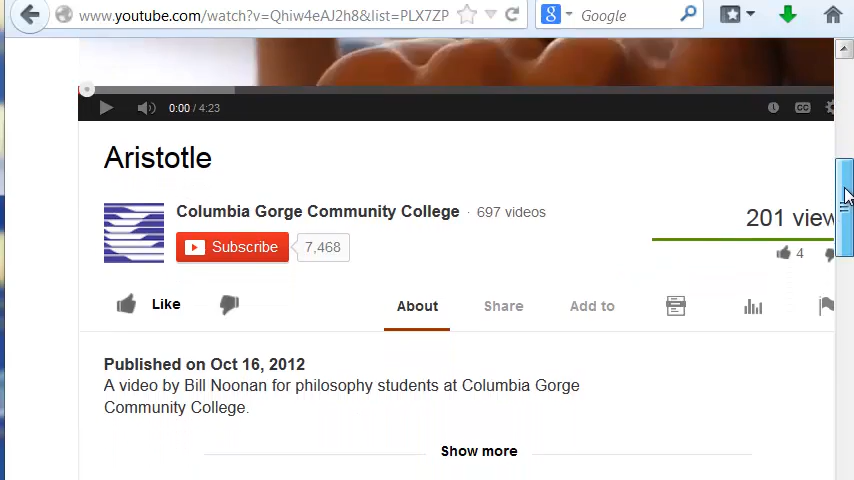 www.youtube.com/watch?v=Qhiw4eAJ2h8&list=PLX7ZP
8 Google
0:00 / 4:23
CC
Aristotle
Columbia Gorge Community College · 697 videos
201 view
Subscribe 7,468
4
Like
About Share Add to
Published on Oct 16, 2012
A video by Bill Noonan for philosophy students at Columbia Gorge
Community College.
Show more